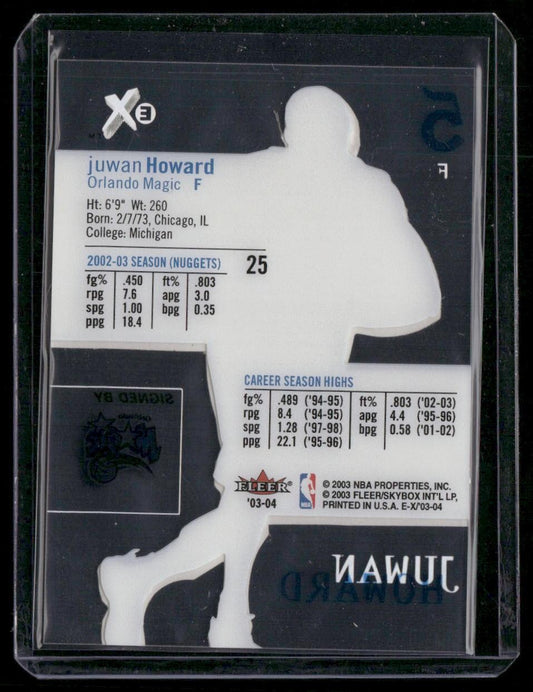 EX
5
F
juwan Howard
Orlando Magic F
Ht: 6'9" Wt: 260
Born: 2/7/73, Chicago, IL
College: Michigan
2002-03 SEASON (NUGGETS)
fg% .450 ft% .803
rpg 7.6 apg 3.0
spg 1.00 bpg 0.35
ppg 18.4
25
CAREER SEASON HIGHS
fg% .489 ('94-95) ft% .803 ('02-03)
rpg 8.4 ('94-95) apg 4.4 ('95-96)
spg 1.28 ('97-98) bpg 0.58 ('01-02)
ppg 22.1 ('95-96)
SIGNED BY
FLEER
'03-04
NBA
© 2003 NBA PROPERTIES, INC.
© 2003 FLEER/SKYBOX INT'L LP,
PRINTED IN U.S.A. E-X/'03-04
JUWAN
HOWARD